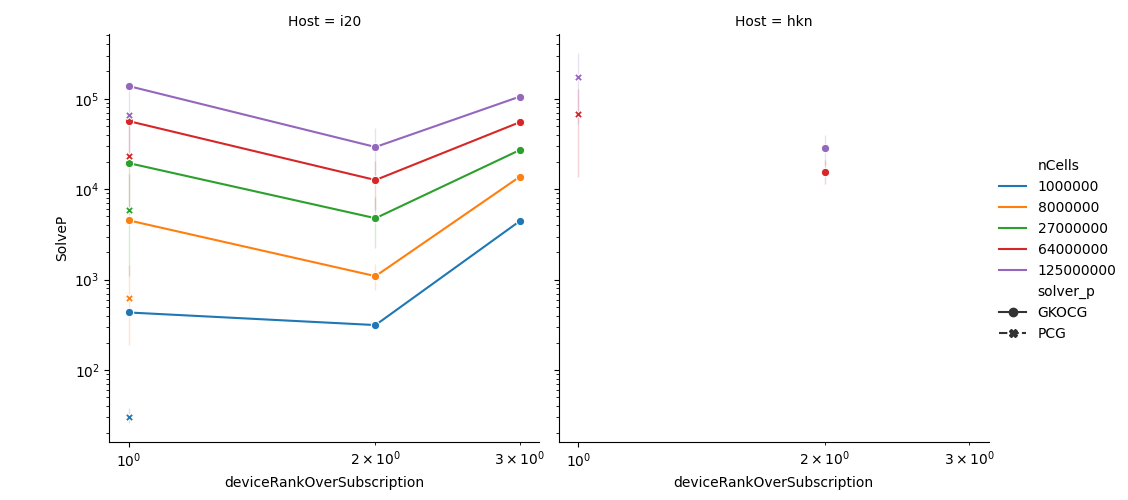 Host = i20
Host = hkn
SolveP
10^5
10^4
10^3
10^2
10^0
2 × 10^0
3 × 10^0
deviceRankOverSubscription
10^0
2 × 10^0
3 × 10^0
deviceRankOverSubscription
nCells
1000000
8000000
27000000
64000000
125000000
solver_p
GKOCG
PCG